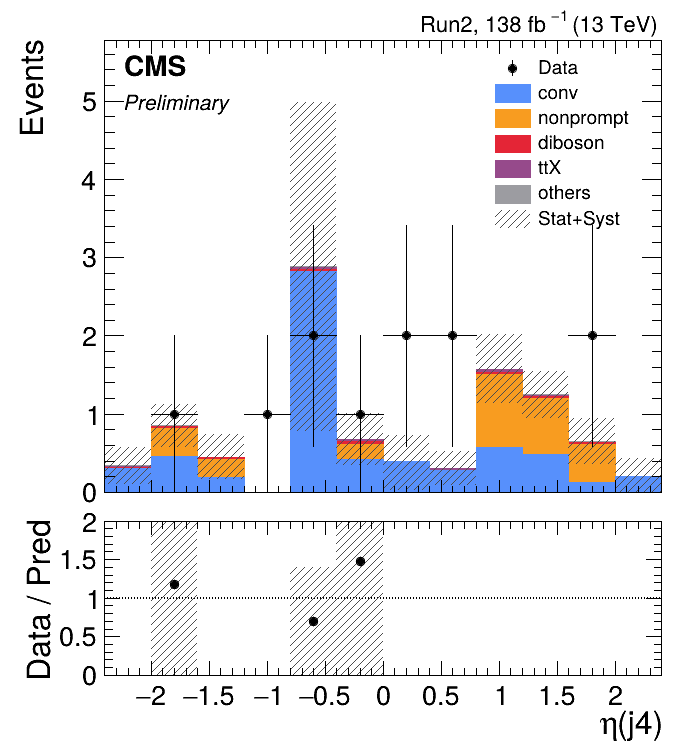 Run2, 138 fb⁻¹ (13 TeV)
CMS
Preliminary
Data
conv
nonprompt
diboson
ttX
others
Stat+Syst
Events
5
4
3
2
1
0
Data / Pred
2
1.5
1
0.5
0
−2 −1.5 −1 −0.5 0 0.5 1 1.5 2
η(j4)